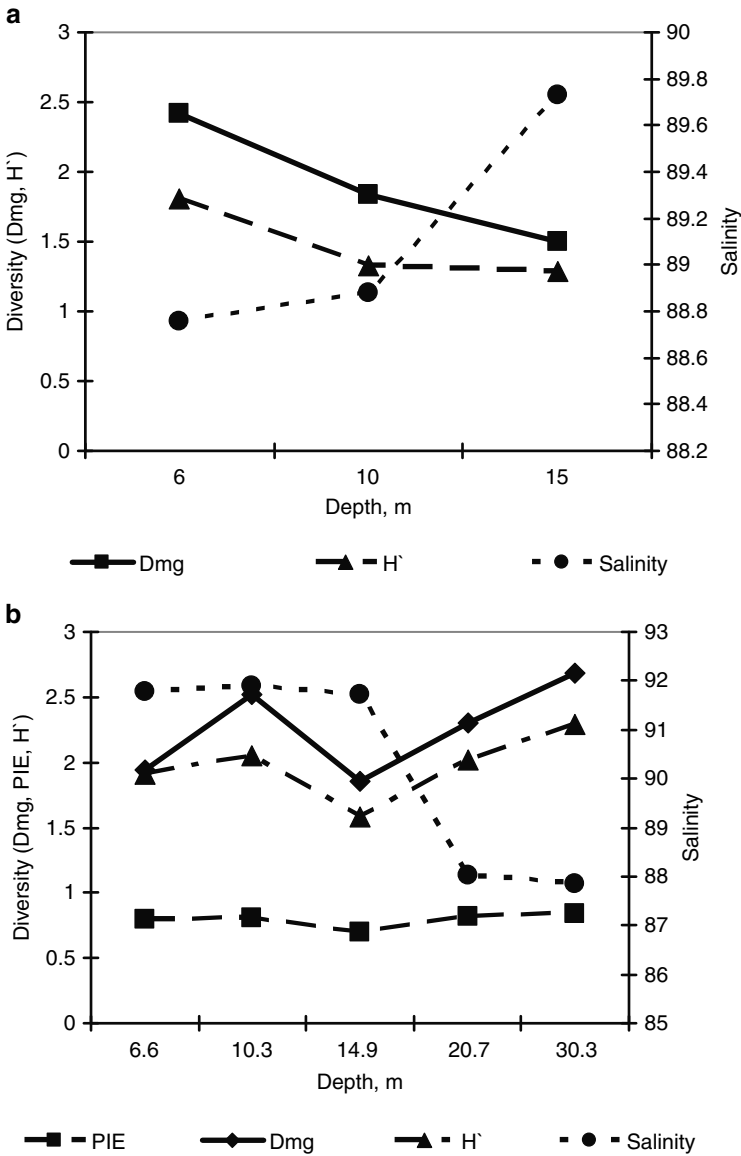 a
3
2.5
2
1.5
1
0.5
0
Diversity (Dmg, H`)
90
89.8
89.6
89.4
89.2
89
88.8
88.6
88.4
88.2
Salinity
6 10 15
Depth, m
Dmg H` Salinity
b
3
2.5
2
1.5
1
0.5
0
Diversity (Dmg, PIE, H`)
93
92
91
90
89
88
87
86
85
Salinity
6.6 10.3 14.9 20.7 30.3
Depth, m
PIE Dmg H` Salinity